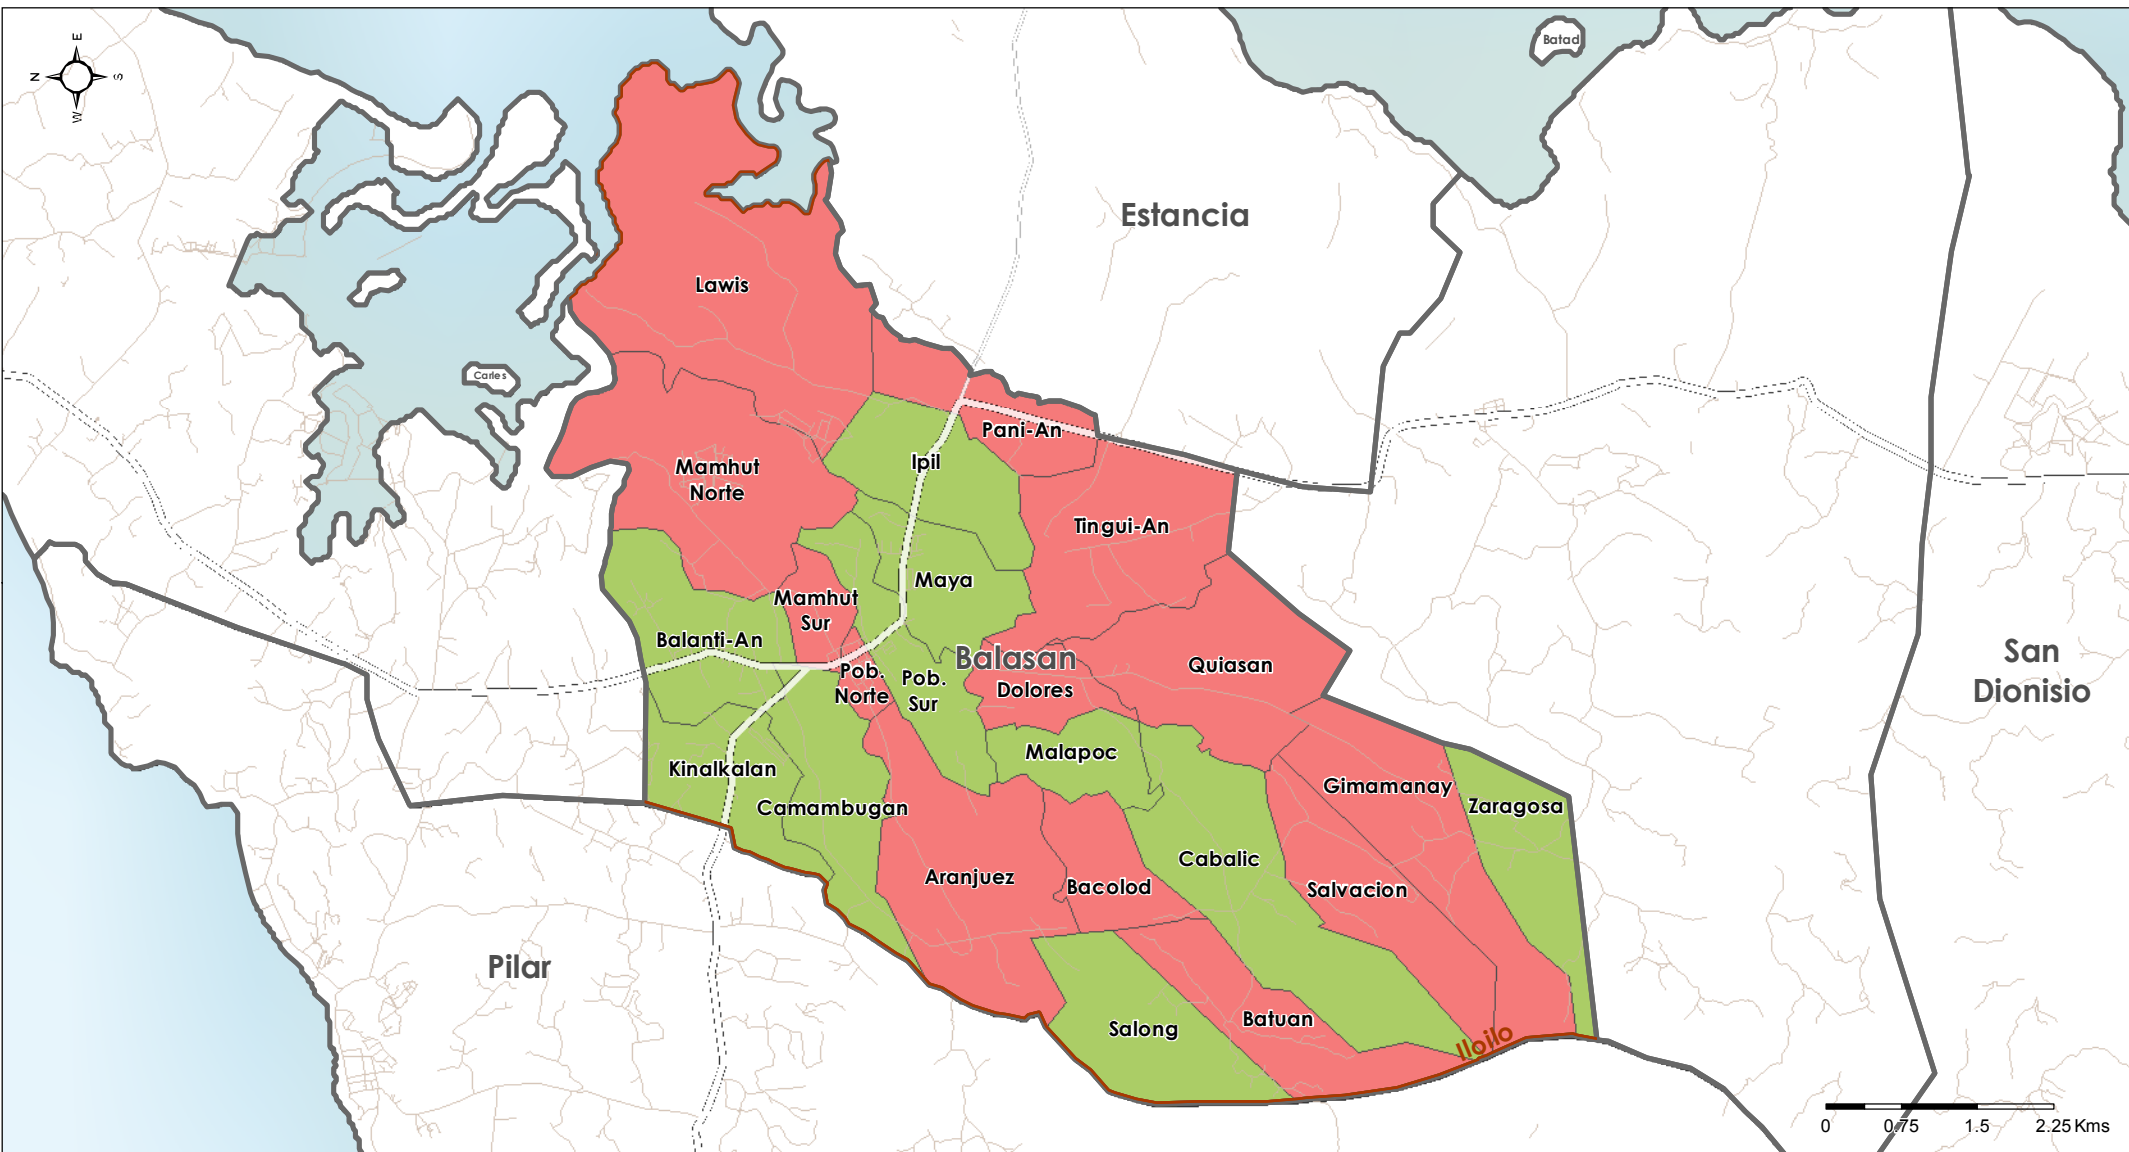 E
N
S
W
Batad
Estancia
Lawis
Carles
Pani-An
Ipil
Mamhut
Norte
Tingui-An
Maya
Mamhut
Sur
Balanti-An
Balasan
Quiasan
San
Dionisio
Pob.
Norte
Pob.
Sur
Dolores
Malapoc
Kinalkalan
Gimamanay
Camambugan
Zaragosa
Cabalic
Aranjuez
Bacolod
Salvacion
Pilar
Salong
Batuan
Iloilo
0 0.75 1.5 2.25 Kms